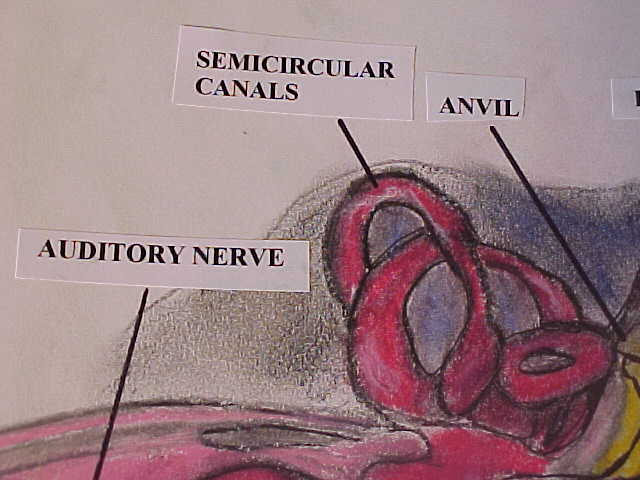 SEMICIRCULAR
CANALS
ANVIL
AUDITORY NERVE